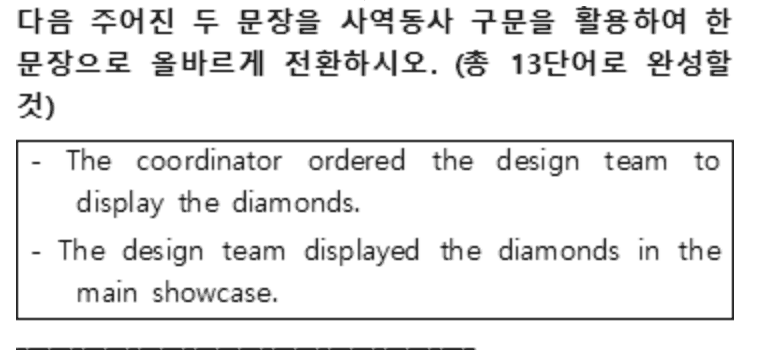 다음 주어진 두 문장을 사역동사 구문을 활용하여 한
문장으로 올바르게 전환하시오. (총 13단어로 완성할
것)
- The coordinator ordered the design team to
display the diamonds.
- The design team displayed the diamonds in the
main showcase.